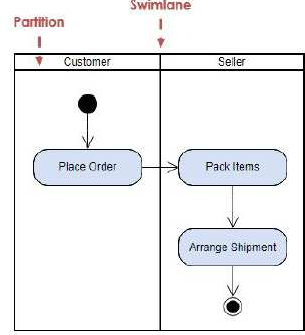 Swimlane
Partition
Customer
Seller
Place Order
Pack Items
Arrange Shipment